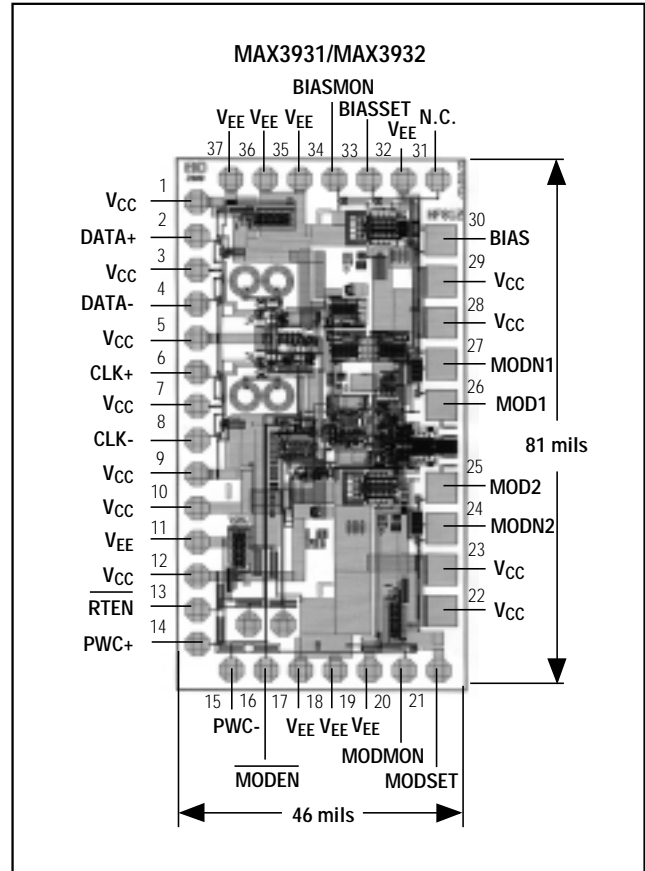 MAX3931/MAX3932
BIASMON
BIASSET
VEE VEE VEE
VEE
N.C.
37 36 35 34 33 32 31
1
VCC
2
DATA+
3
VCC
4
DATA-
5
VCC
6
CLK+
7
VCC
8
CLK-
9
VCC
10
VCC
11
VEE
12
VCC
13
RTEN
14
PWC+
30
BIAS
29
VCC
28
VCC
27
MODN1
26
MOD1
81 mils
25
MOD2
24
MODN2
23
VCC
22
VCC
15 16 17 18 19 20 21
PWC-
VEE VEE VEE
MODEN
MODMON
MODSET
46 mils